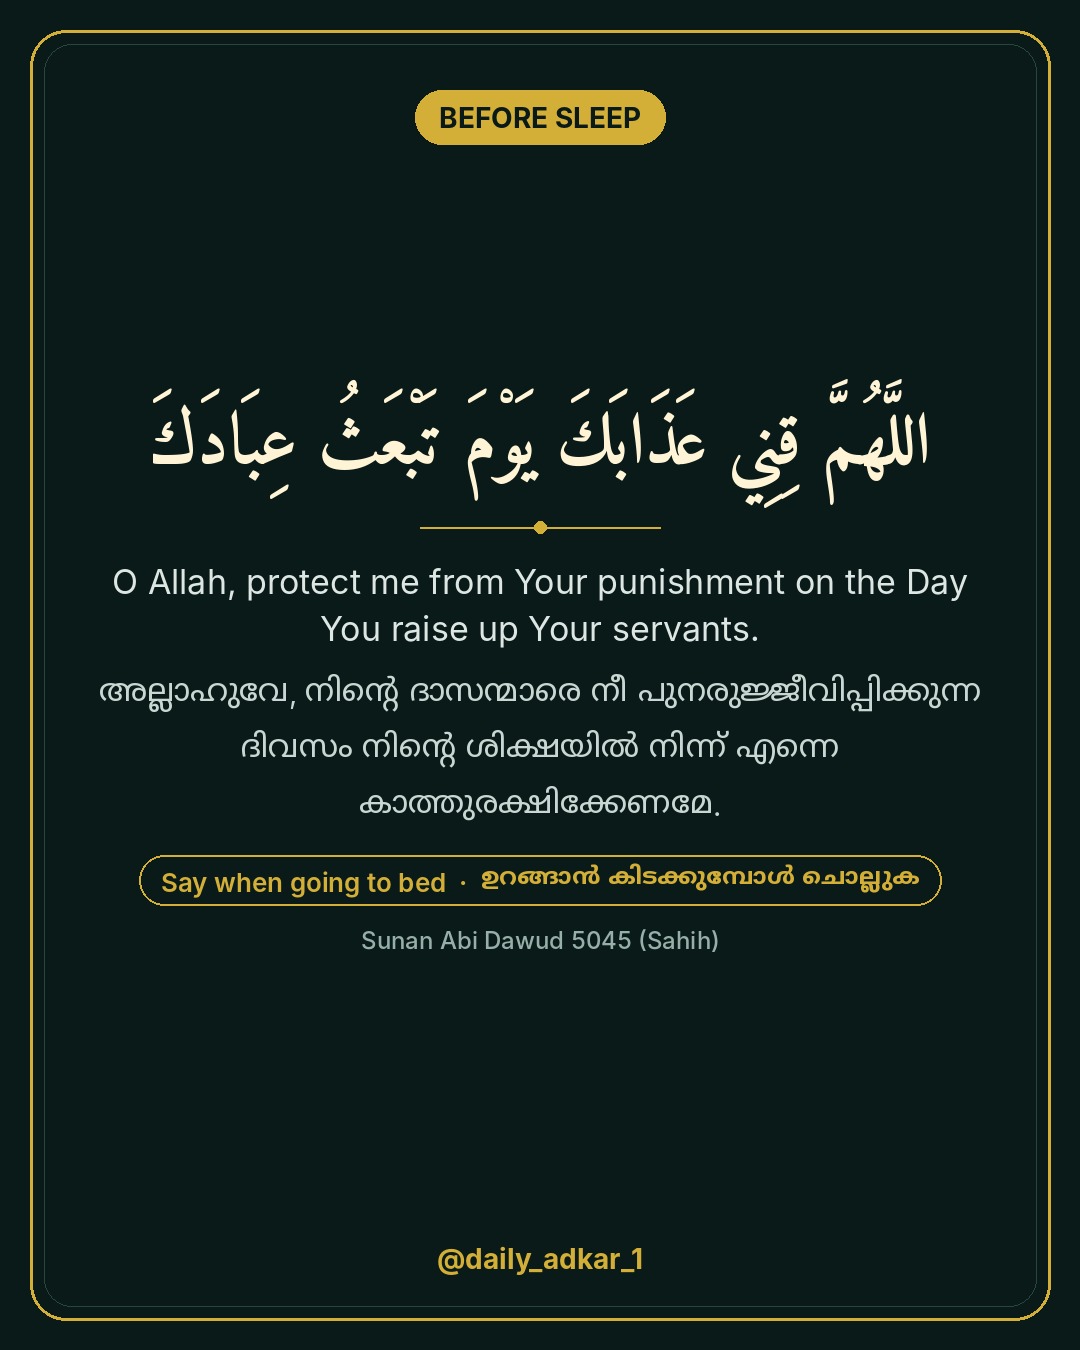 BEFORE SLEEP
اللَّهُمَّ قِنِي عَذَابَكَ يَوْمَ تَبْعَثُ عِبَادَكَ
O Allah, protect me from Your punishment on the Day
You raise up Your servants.
അല്ലാഹുവേ, നിന്റെ ദാസന്മാരെ നീ പുനരുജ്ജീവിപ്പിക്കുന്ന
ദിവസം നിന്റെ ശിക്ഷയിൽ നിന്ന് എന്നെ
കാത്തുരക്ഷിക്കേണമേ.
Say when going to bed · ഉറങ്ങാൻ കിടക്കുമ്പോൾ ചൊല്ലുക
Sunan Abi Dawud 5045 (Sahih)
@daily_adkar_1